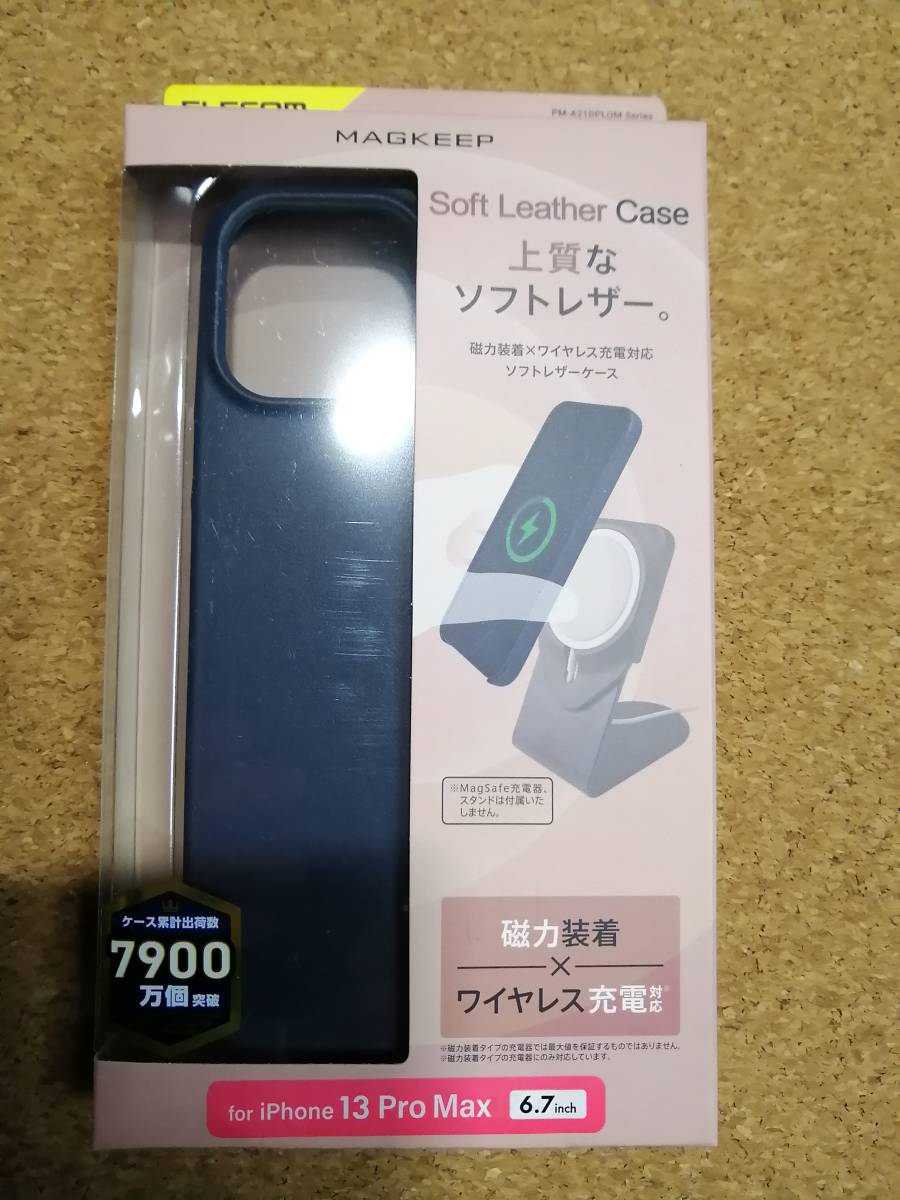 ELECOM
PM-A21DPLOM Series
MAGKEEP
Soft Leather Case
上質な
ソフトレザー。
磁力装着×ワイヤレス充電対応
ソフトレザーケース
※MagSafe充電器、
スタンドは付属いた
しません。
ケース累計出荷数
7900
万個 突破
磁力装着
×
ワイヤレス充電対応※
※磁力装着タイプの充電器では最大値を保証するものではありません。
※磁力装着タイプの充電器にのみ対応しています。
for iPhone 13 Pro Max 6.7inch